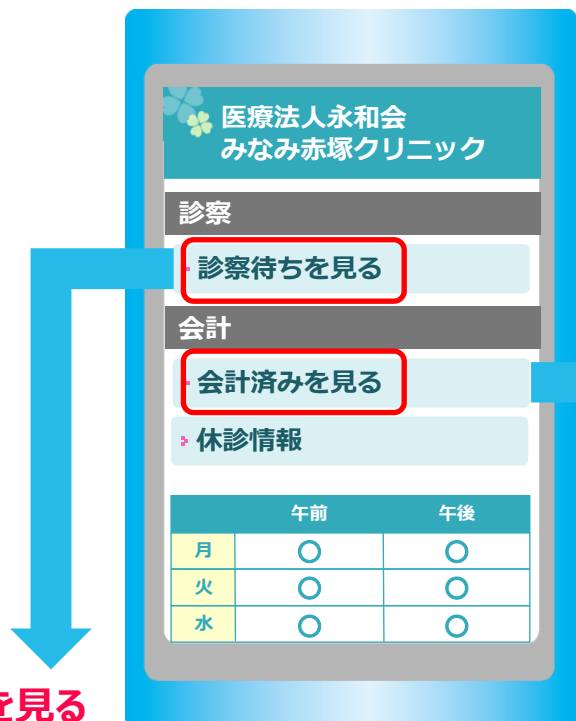 医療法人永和会
みなみ赤塚クリニック
診察
診察待ちを見る
会計
会計済みを見る
休診情報
午前 午後
月 〇 〇
火 〇 〇
水 〇 〇
を見る